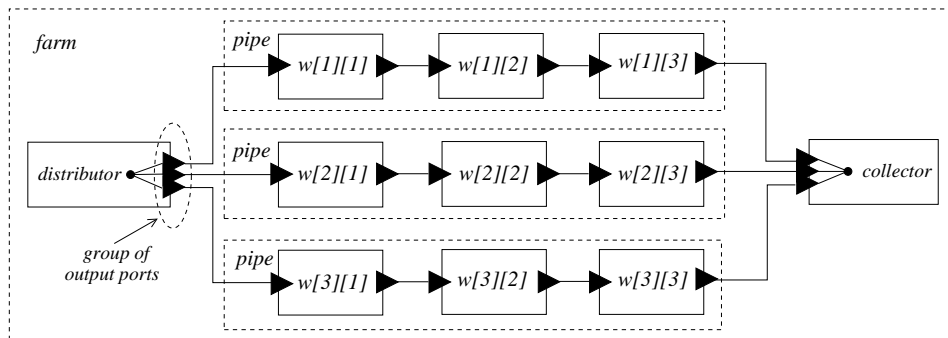 farm
pipe
w[1][1] w[1][2] w[1][3]
distributor
pipe
w[2][1] w[2][2] w[2][3]
collector
group of
output ports
pipe
w[3][1] w[3][2] w[3][3]